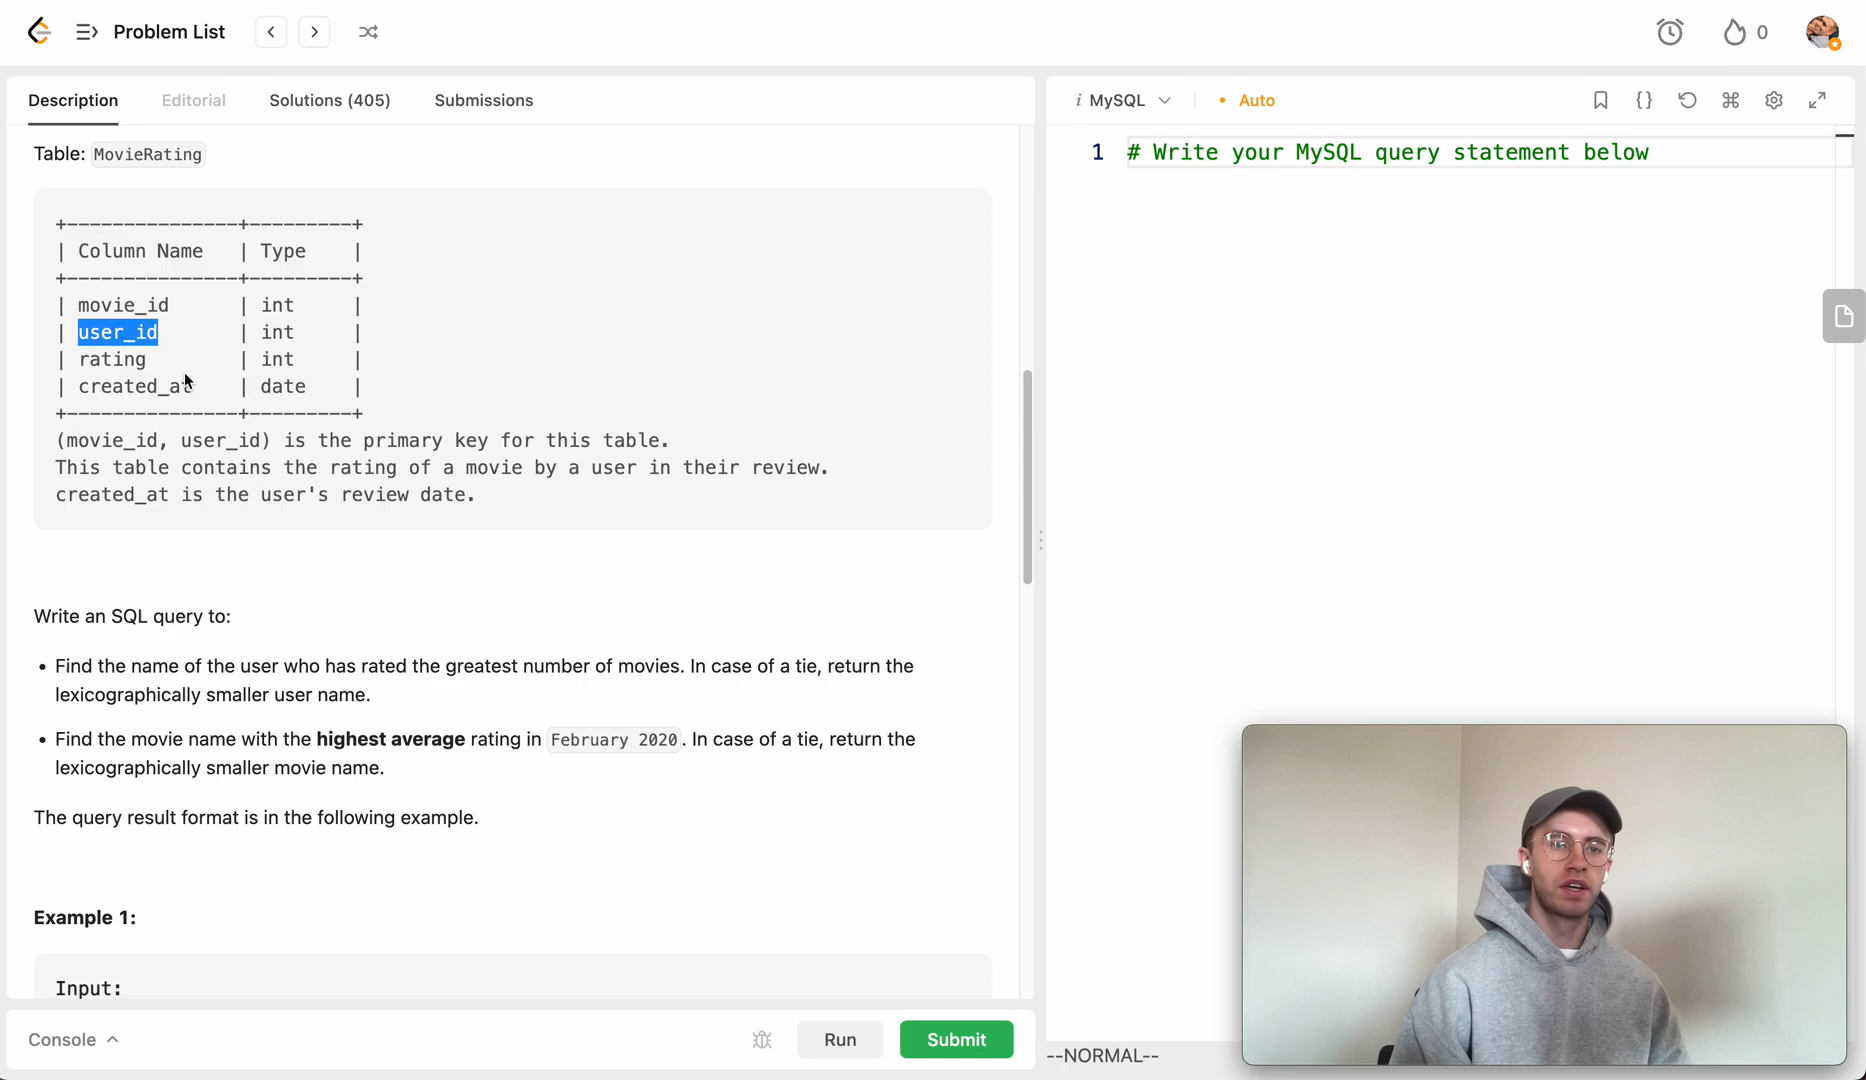 Problem List
0
Description
Editorial
Solutions (405)
Submissions
Table: MovieRating
+---------------+---------+
| Column Name   | Type    |
+---------------+---------+
| movie_id      | int     |
| user_id       | int     |
| rating        | int     |
| created_at    | date    |
+---------------+---------+
(movie_id, user_id) is the primary key for this table.
This table contains the rating of a movie by a user in their review.
created_at is the user's review date.
Write an SQL query to:
• Find the name of the user who has rated the greatest number of movies. In case of a tie, return the
lexicographically smaller user name.
• Find the movie name with the highest average rating in February 2020. In case of a tie, return the
lexicographically smaller movie name.
The query result format is in the following example.
Example 1:
Input:
Console
Run
Submit
i MySQL
• Auto
{}
1 # Write your MySQL query statement below
--NORMAL--